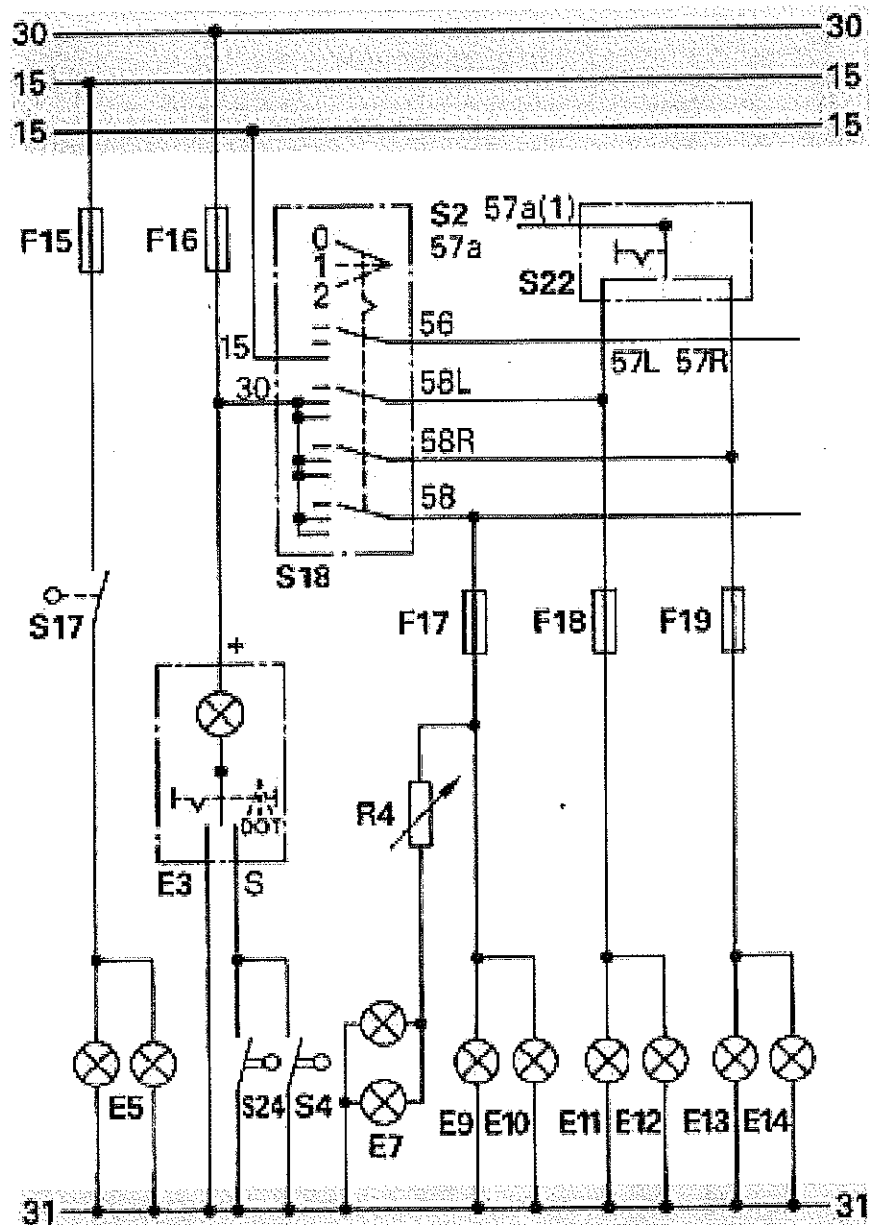 30 30
15 15
15 15
F15 F16 0 S2 57a(1)
1 57a
2 S22
56
15 57L 57R
30 58L
58R
58
S18
S17 F17 F18 F19
+
R4
DOT
E3 S
E5 S24 S4 E7 E9 E10 E11 E12 E13 E14
31 31